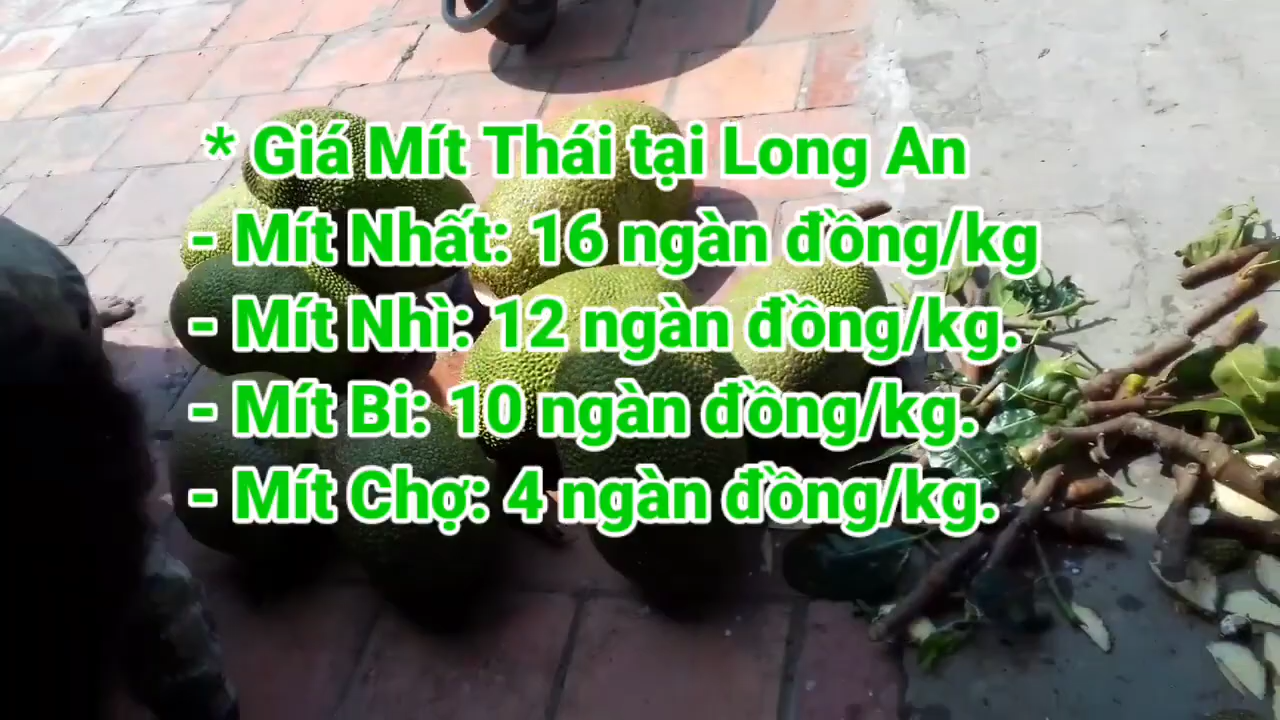 * Giá Mít Thái tại Long An
- Mít Nhất: 16 ngàn đồng/kg
- Mít Nhì: 12 ngàn đồng/kg.
- Mít Bi: 10 ngàn đồng/kg.
- Mít Chợ: 4 ngàn đồng/kg.